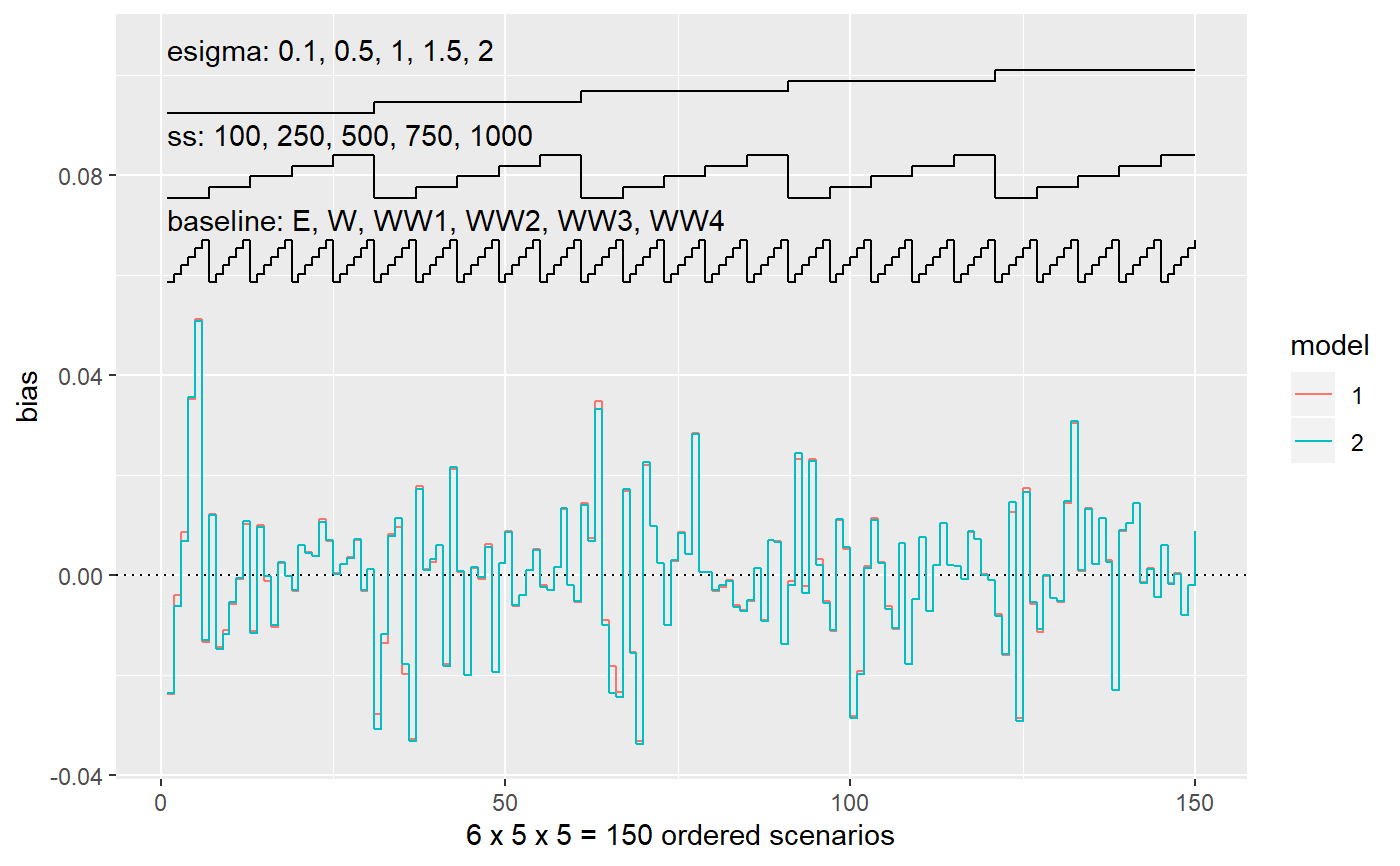 esigma: 0.1, 0.5, 1, 1.5, 2
ss: 100, 250, 500, 750, 1000
0.08
baseline: E, W, WW1, WW2, WW3, WW4
model
1
2
0.04
bias
0.00
-0.04
0 50 100 150
6 x 5 x 5 = 150 ordered scenarios